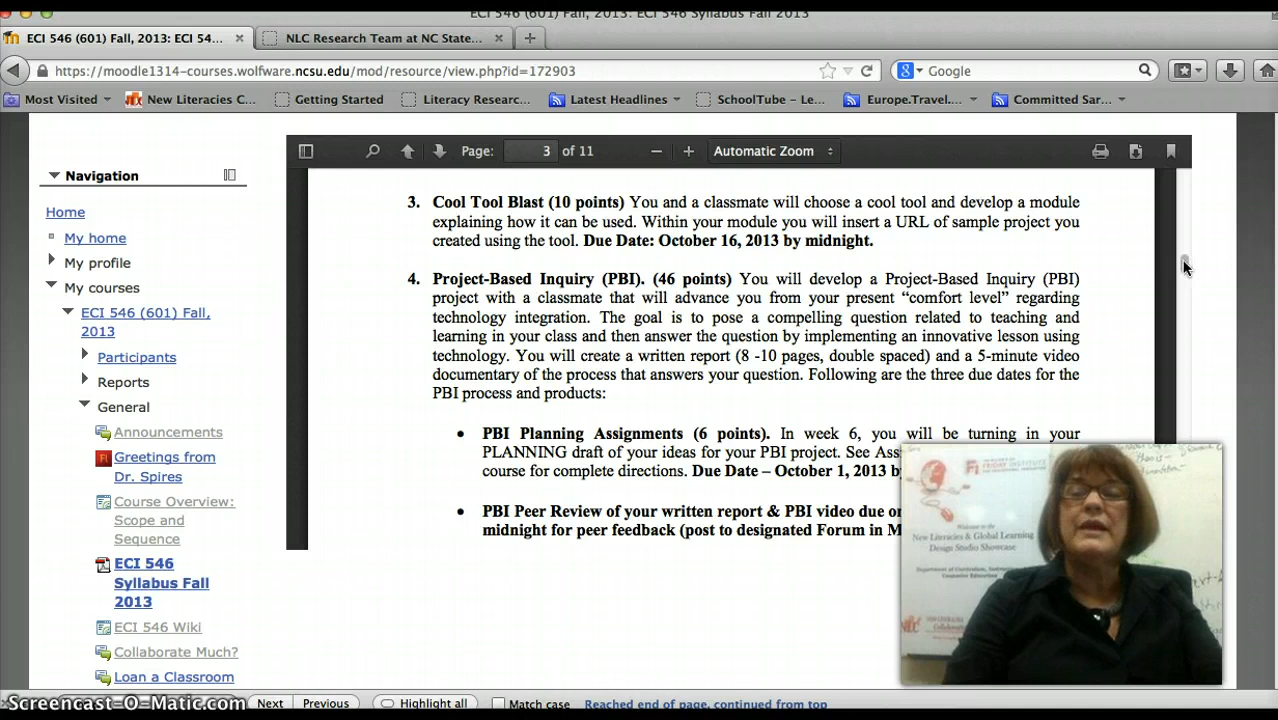 ECI 546 (601) Fall, 2013: ECI 546 Syllabus Fall 2013
ECI 546 (601) Fall, 2013: ECI 54...
NLC Research Team at NC State...
https://moodle1314-courses.wolfware.ncsu.edu/mod/resource/view.php?id=172903
Google
Most Visited
New Literacies C...
Getting Started
Literacy Researc...
Latest Headlines
SchoolTube – Le...
Europe.Travel....
Committed Sar...
Page: 3 of 11
Automatic Zoom
Navigation
Home
My home
My profile
My courses
ECI 546 (601) Fall,
2013
Participants
Reports
General
Announcements
Greetings from
Dr. Spires
Course Overview:
Scope and
Sequence
ECI 546
Syllabus Fall
2013
ECI 546 Wiki
Collaborate Much?
Loan a Classroom
3. Cool Tool Blast (10 points) You and a classmate will choose a cool tool and develop a module
explaining how it can be used. Within your module you will insert a URL of sample project you
created using the tool. Due Date: October 16, 2013 by midnight.
4. Project-Based Inquiry (PBI). (46 points) You will develop a Project-Based Inquiry (PBI)
project with a classmate that will advance you from your present “comfort level” regarding
technology integration. The goal is to pose a compelling question related to teaching and
learning in your class and then answer the question by implementing an innovative lesson using
technology. You will create a written report (8 -10 pages, double spaced) and a 5-minute video
documentary of the process that answers your question. Following are the three due dates for the
PBI process and products:
• PBI Planning Assignments (6 points). In week 6, you will be turning in your
PLANNING draft of your ideas for your PBI project. See Ass
course for complete directions. Due Date – October 1, 2013 b
• PBI Peer Review of your written report & PBI video due o
midnight for peer feedback (post to designated Forum in M
FRIDAY INSTITUTE
Welcome to the
New Literacies & Global Learning
Design Studio Showcase
NLC
Screencast-O-Matic.com
Next
Previous
Highlight all
Match case
Reached end of page, continued from top